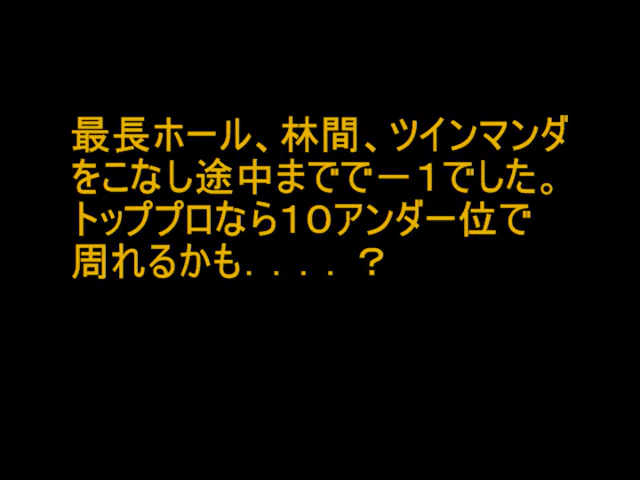 最長ホール、林間、ツインマンダ
をこなし途中まででー１でした。
トッププロなら１０アンダー位で
周れるかも．．．．？